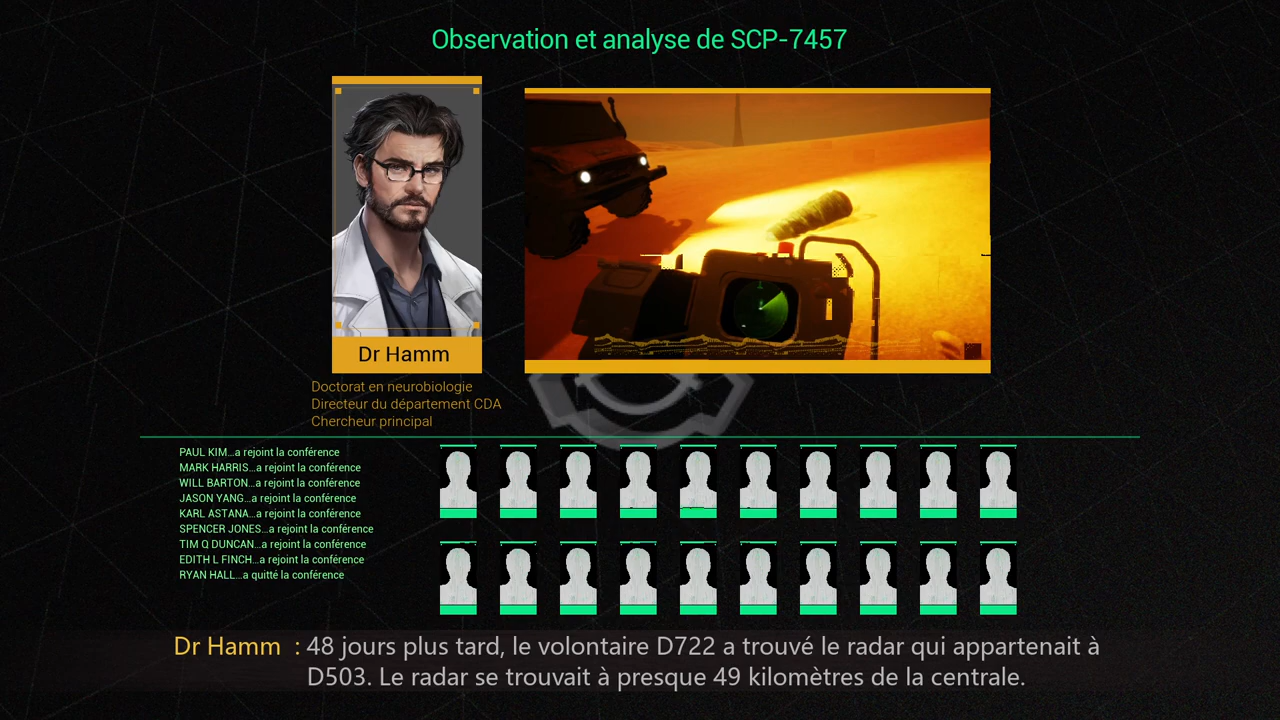 Observation et analyse de SCP-7457
Dr Hamm
Doctorat en neurobiologie
Directeur du département CDA
Chercheur principal
PAUL KIM...a rejoint la conférence
MARK HARRIS...a rejoint la conférence
WILL BARTON...a rejoint la conférence
JASON YANG...a rejoint la conférence
KARL ASTANA...a rejoint la conférence
SPENCER JONES...a rejoint la conférence
TIM Q DUNCAN...a rejoint la conférence
EDITH L FINCH...a rejoint la conférence
RYAN HALL...a quitté la conférence
Dr Hamm : 48 jours plus tard, le volontaire D722 a trouvé le radar qui appartenait à
D503. Le radar se trouvait à presque 49 kilomètres de la centrale.